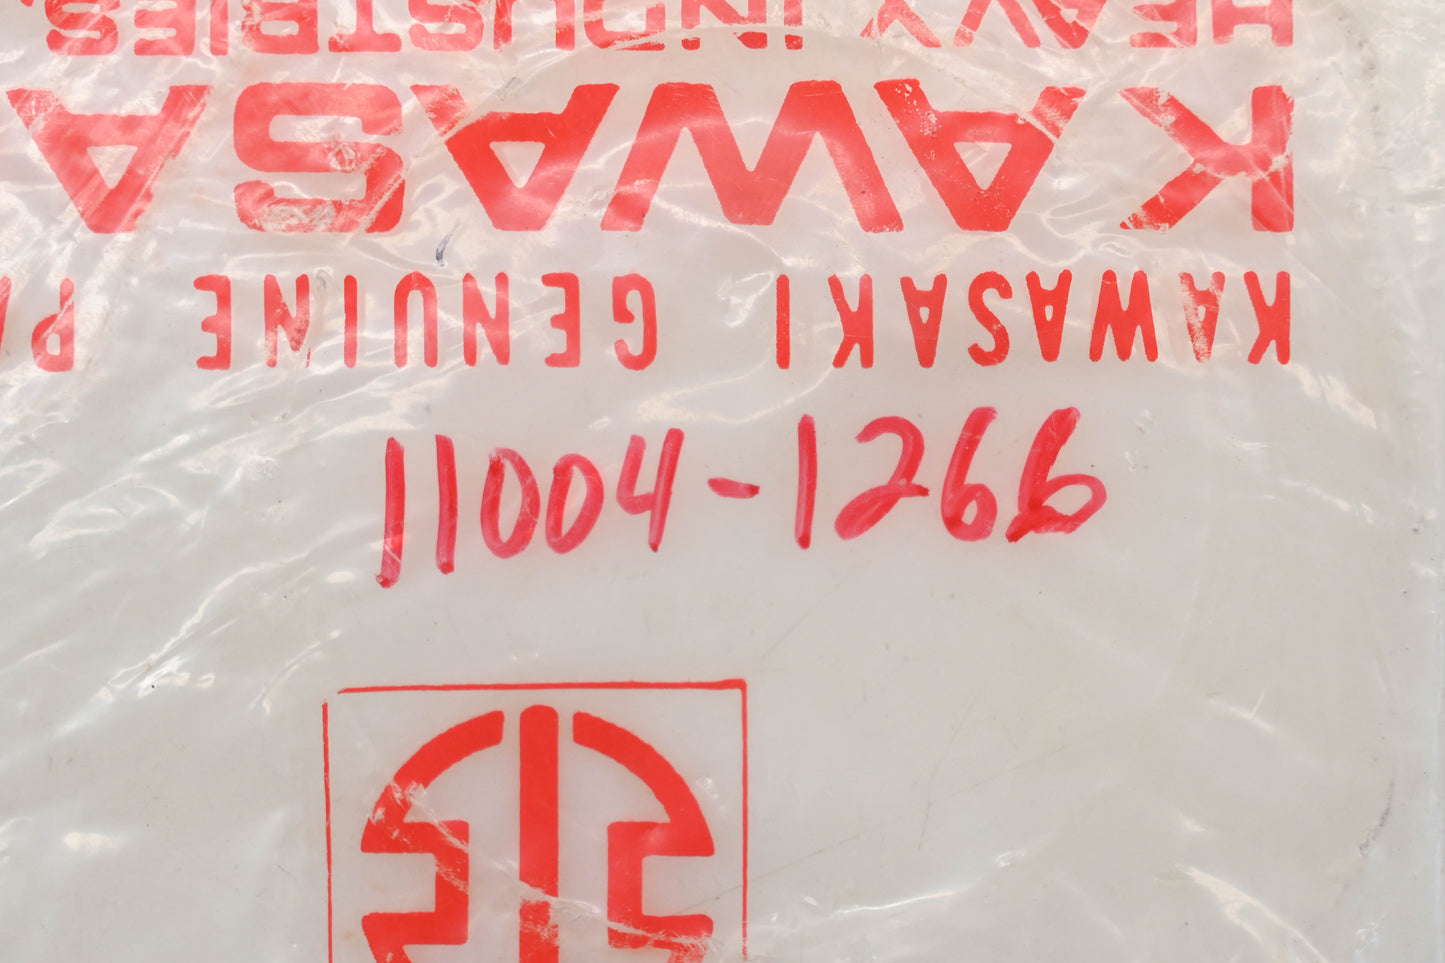 KAWASAKI GENUINE P
KAWASA
HEAVY INDUSTRIES.
11004-1266